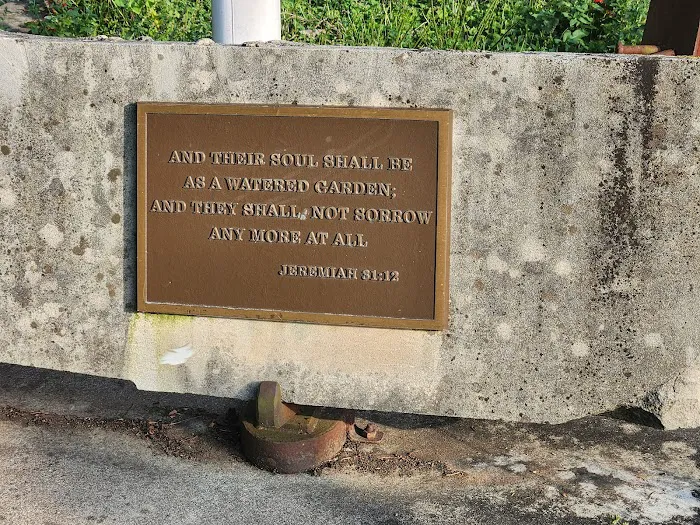 AND THEIR SOUL SHALL BE
AS A WATERED GARDEN;
AND THEY SHALL NOT SORROW
ANY MORE AT ALL
JEREMIAH 31:12